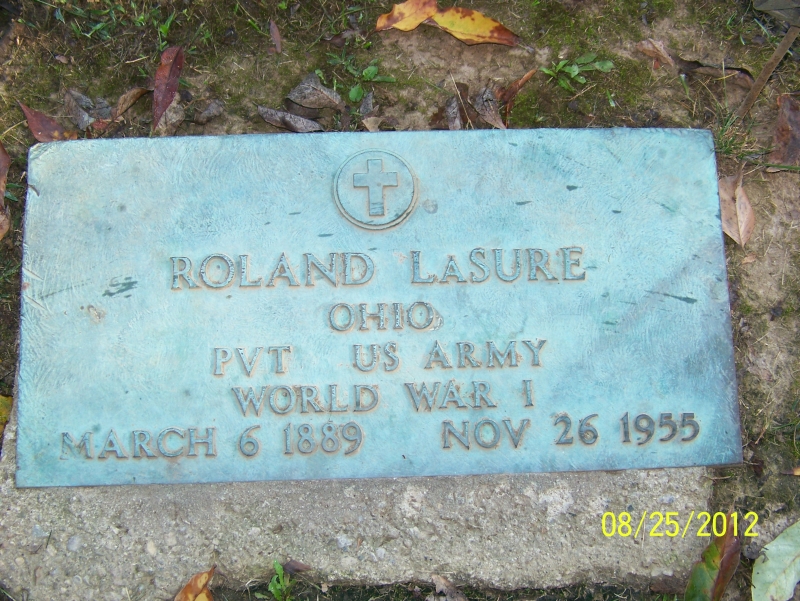 ROLAND LASURE
OHIO
PVT US ARMY
WORLD WAR I
MARCH 6 1889 NOV 26 1955
08/25/2012